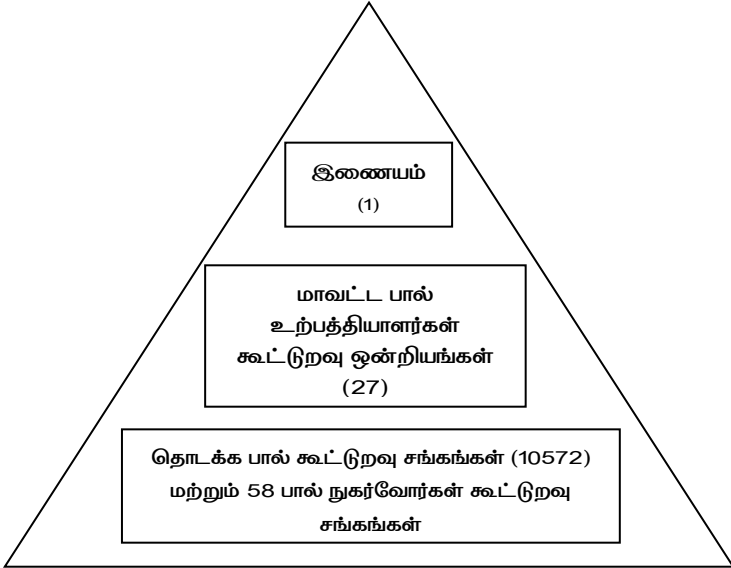 இணையம்
(1)
மாவட்ட பால்
உற்பத்தியாளர்கள்
கூட்டுறவு ஒன்றியங்கள்
(27)
தொடக்க பால் கூட்டுறவு சங்கங்கள் (10572)
மற்றும் 58 பால் நுகர்வோர்கள் கூட்டுறவு
சங்கங்கள்